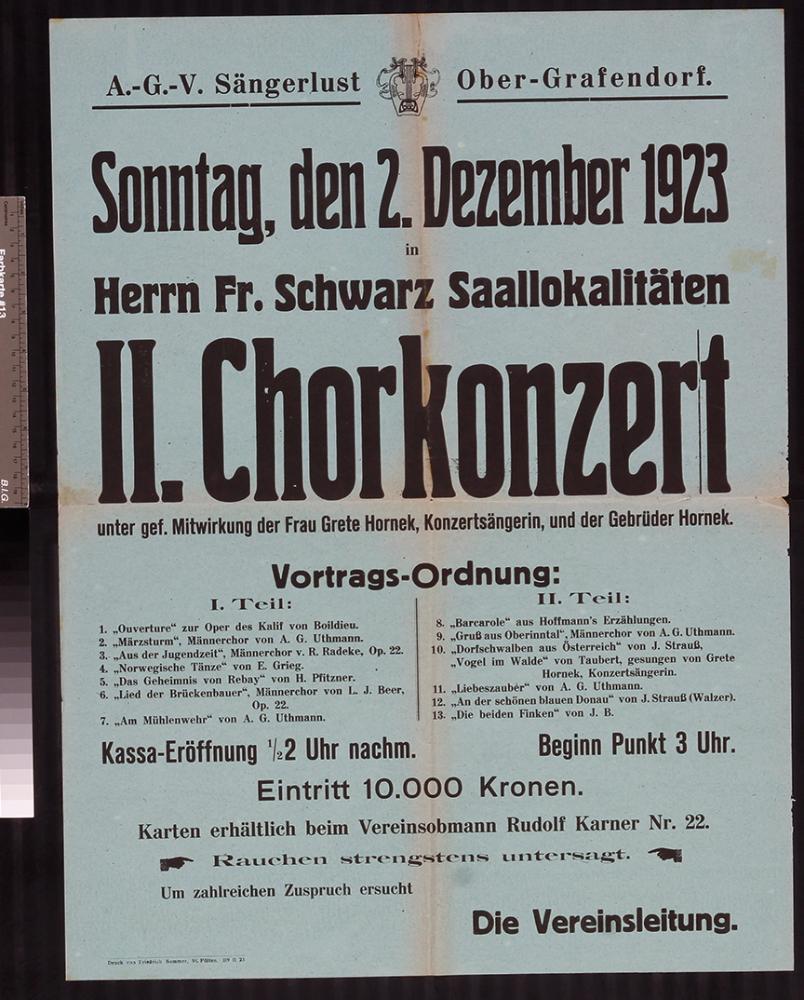 A.-G.-V. Sängerlust Ober-Grafendorf.
Sonntag, den 2. Dezember 1923
in
Herrn Fr. Schwarz Saallokalitäten
II. Chorkonzert
unter gef. Mitwirkung der Frau Grete Hornek, Konzertsängerin, und der Gebrüder Hornek.
Vortrags-Ordnung:
I. Teil:
1. „Ouverture“ zur Oper des Kalif von Boildieu.
2. „Märzsturm“, Männerchor von A. G. Uthmann.
3. „Aus der Jugendzeit“, Männerchor v. R. Radeke, Op. 22.
4. „Norwegische Tänze“ von E. Grieg.
5. „Das Geheimnis von Rebay“ von H. Pfitzner.
6. „Lied der Brückenbauer“, Männerchor von L. J. Beer,
Op. 22.
7. „Am Mühlenwehr“ von A. G. Uthmann.
II. Teil:
8. „Barcarole“ aus Hoffmann's Erzählungen.
9. „Gruß aus Oberinntal“, Männerchor von A. G. Uthmann.
10. „Dorfschwalben aus Österreich“ von J. Strauß,
„Vogel im Walde“ von Taubert, gesungen von Grete
Hornek, Konzertsängerin.
11. „Liebeszauber“ von A. G. Uthmann.
12. „An der schönen blauen Donau“ von J. Strauß (Walzer).
13. „Die beiden Finken“ von J. B.
Kassa-Eröffnung ½2 Uhr nachm. Beginn Punkt 3 Uhr.
Eintritt 10.000 Kronen.
Karten erhältlich beim Vereinsobmann Rudolf Karner Nr. 22.
Rauchen strengstens untersagt.
Um zahlreichen Zuspruch ersucht
Die Vereinsleitung.
Druck von Friedrich Sommer, St. Pölten.
Farbkarte #13
B.I.G.